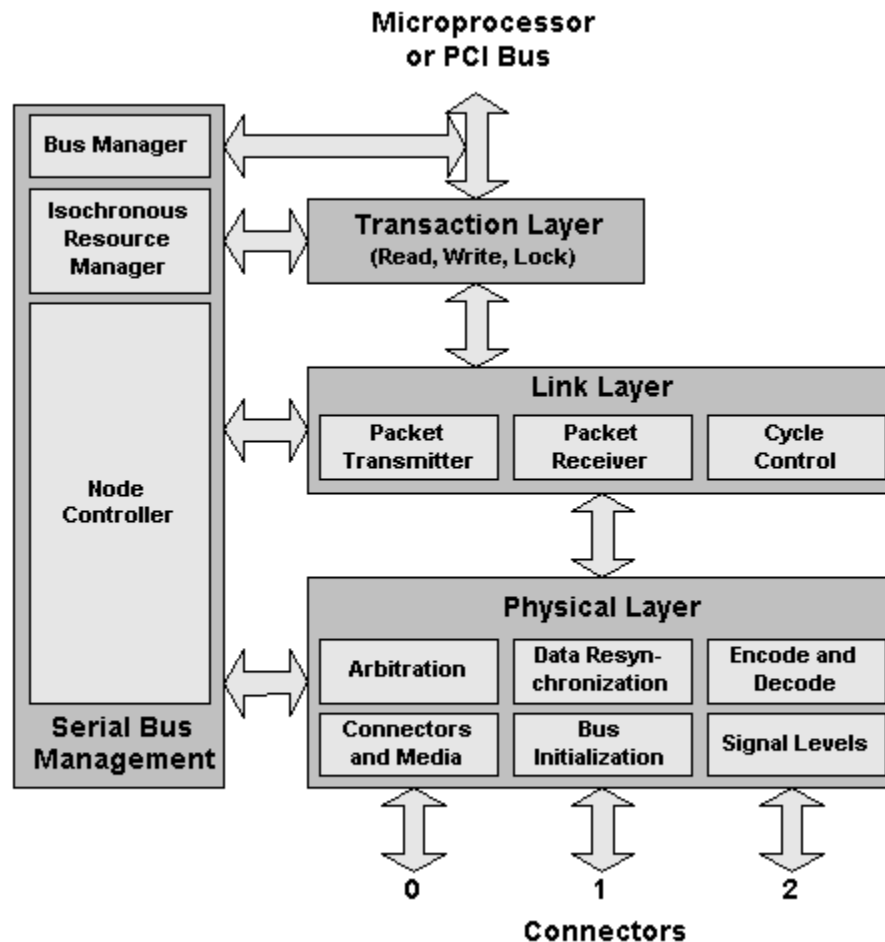 Microprocessor
or PCI Bus
Bus Manager
Isochronous
Resource
Manager
Node
Controller
Serial Bus
Management
Transaction Layer
(Read, Write, Lock)
Link Layer
Packet
Transmitter
Packet
Receiver
Cycle
Control
Physical Layer
Arbitration
Data Resyn-
chronization
Encode and
Decode
Connectors
and Media
Bus
Initialization
Signal Levels
0
1
2
Connectors